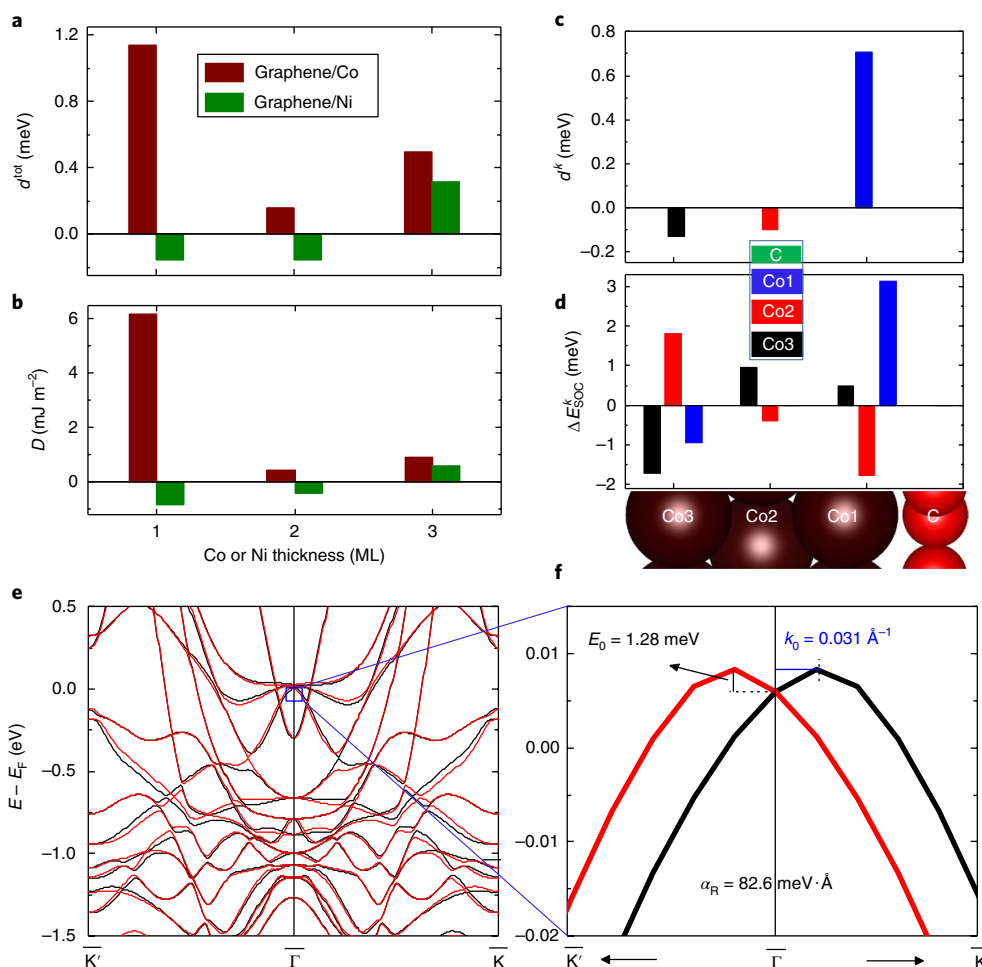 a
1.2
0.8
0.4
0.0
d^tot (meV)
Graphene/Co
Graphene/Ni
b
6
4
2
0
D (mJ m⁻²)
1
2
3
Co or Ni thickness (ML)
c
0.8
0.6
0.4
0.2
0.0
−0.2
d^k (meV)
C
Co1
Co2
Co3
d
3
2
1
0
−1
−2
ΔE^k_SOC (meV)
Co3
Co2
Co1
C
e
0.5
0.0
−0.5
−1.0
−1.5
E − E_F (eV)
K̅′
Γ̅
K̅
f
E₀ = 1.28 meV
k₀ = 0.031 Å⁻¹
0.01
0.00
−0.01
−0.02
α_R = 82.6 meV·Å
K̅′
Γ̅
K̅